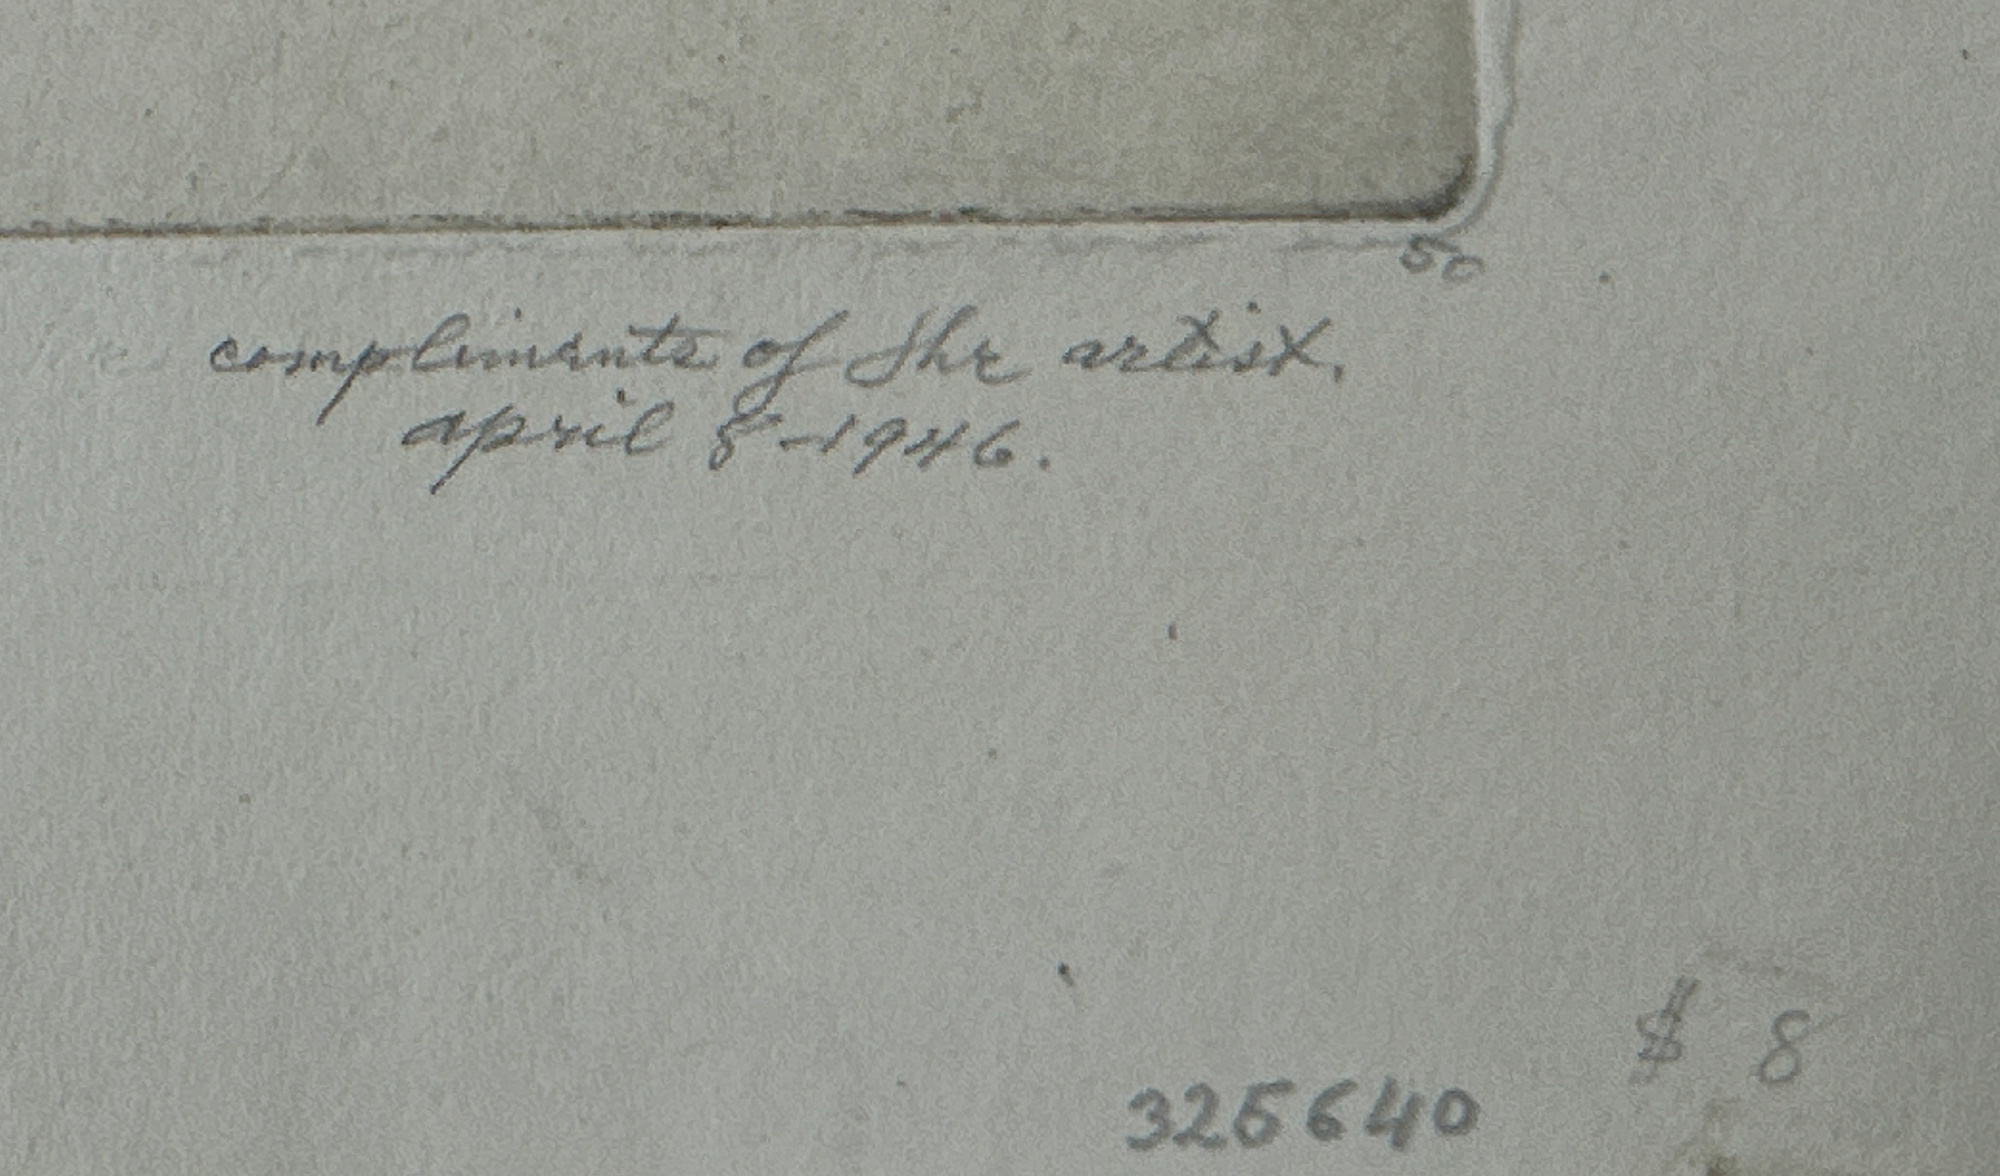 50
compliments of the artist.
april 8-1946.
$ 8
325640